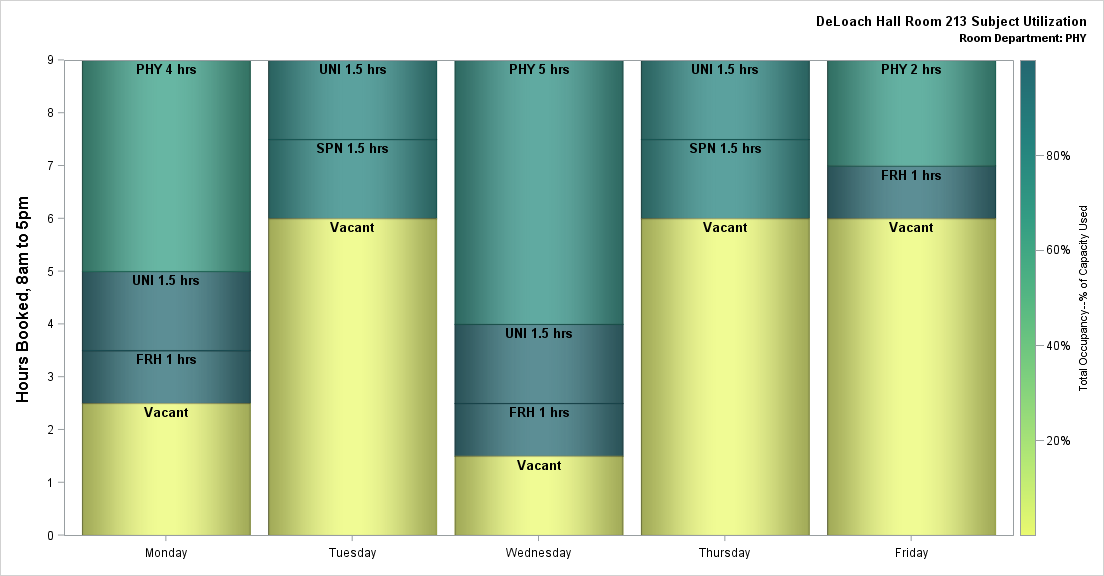 DeLoach Hall Room 213 Subject Utilization
Room Department: PHY
Hours Booked, 8am to 5pm
9
8
7
6
5
4
3
2
1
0
PHY 4 hrs
UNI 1.5 hrs
FRH 1 hrs
Vacant
UNI 1.5 hrs
SPN 1.5 hrs
Vacant
PHY 5 hrs
UNI 1.5 hrs
FRH 1 hrs
Vacant
UNI 1.5 hrs
SPN 1.5 hrs
Vacant
PHY 2 hrs
FRH 1 hrs
Vacant
Monday
Tuesday
Wednesday
Thursday
Friday
80%
60%
40%
20%
Total Occupancy--% of Capacity Used